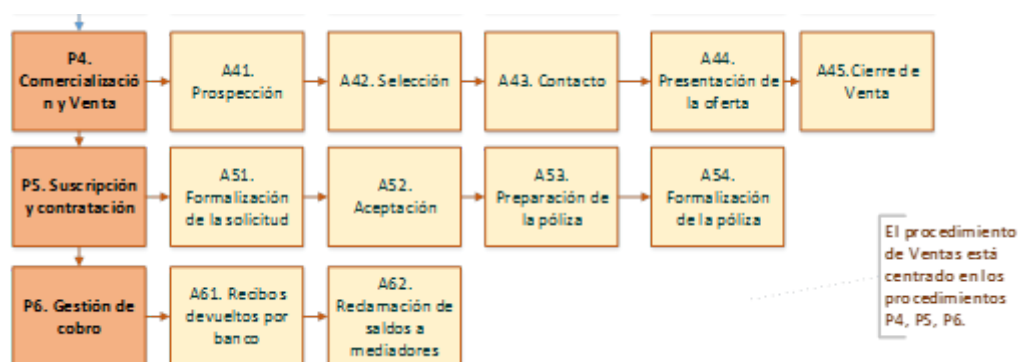 P4.
Comercializació
n y Venta
A41.
Prospección
A42. Selección
A43. Contacto
A44.
Presentación de
la oferta
A45.Cierre de
Venta
P5. Suscripción
y contratación
A51.
Formalización
de la solicitud
A52.
Aceptación
A53.
Preparación de
la póliza
A54.
Formalización
de la póliza
El procedimiento
de Ventas está
centrado en los
procedimientos
P4, P5, P6.
P6. Gestión de
cobro
A61. Recibos
devueltos por
banco
A62.
Reclamación de
saldos a
mediadores